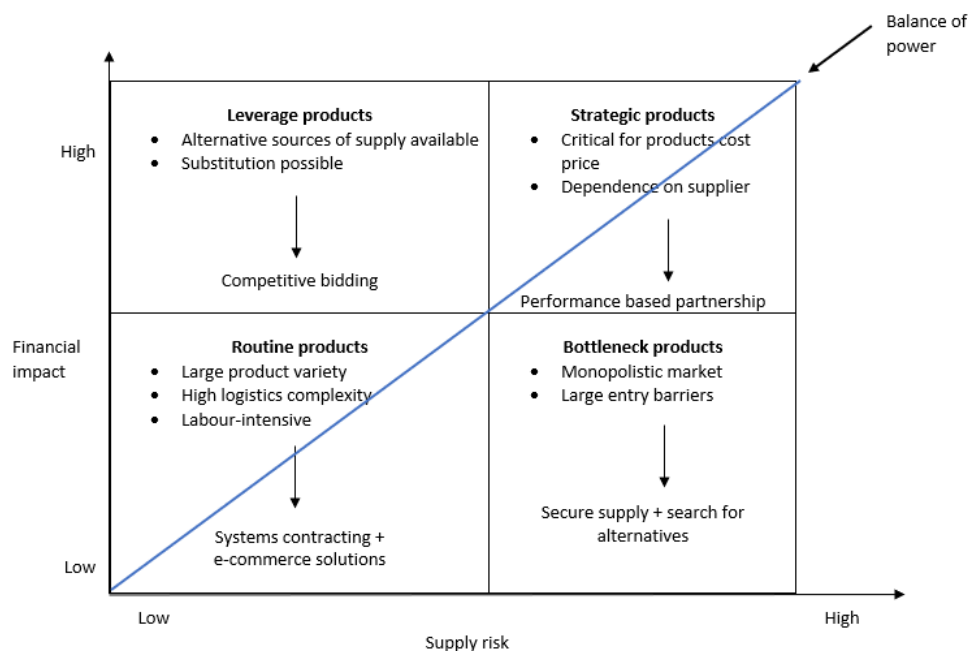 Balance of
power
High
Leverage products
• Alternative sources of supply available
• Substitution possible
Competitive bidding
Strategic products
• Critical for products cost
price
• Dependence on supplier
Performance based partnership
Financial
impact
Routine products
• Large product variety
• High logistics complexity
• Labour-intensive
Systems contracting +
e-commerce solutions
Bottleneck products
• Monopolistic market
• Large entry barriers
Secure supply + search for
alternatives
Low
Low
High
Supply risk